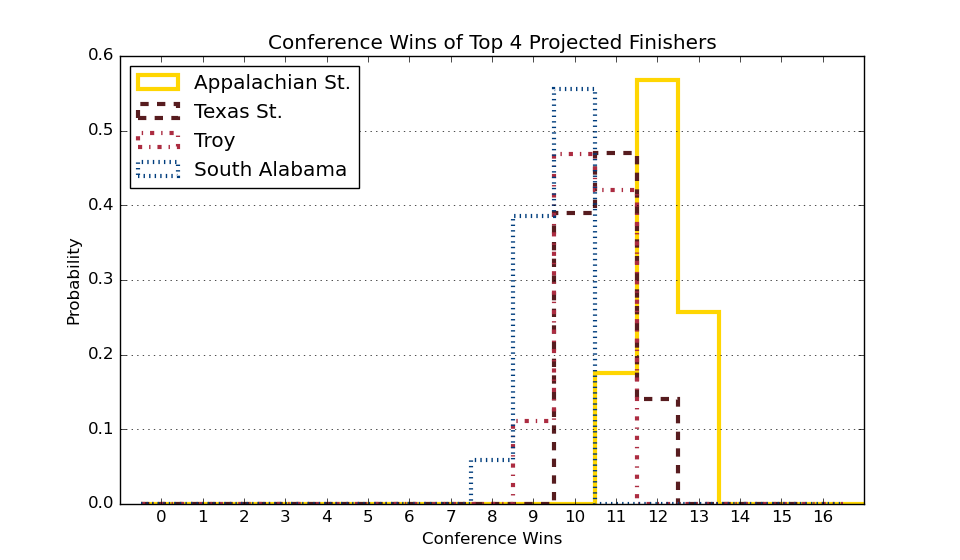 Conference Wins of Top 4 Projected Finishers
Appalachian St.
Texas St.
Troy
South Alabama
Probability
0.6
0.5
0.4
0.3
0.2
0.1
0.0
0 1 2 3 4 5 6 7 8 9 10 11 12 13 14 15 16
Conference Wins